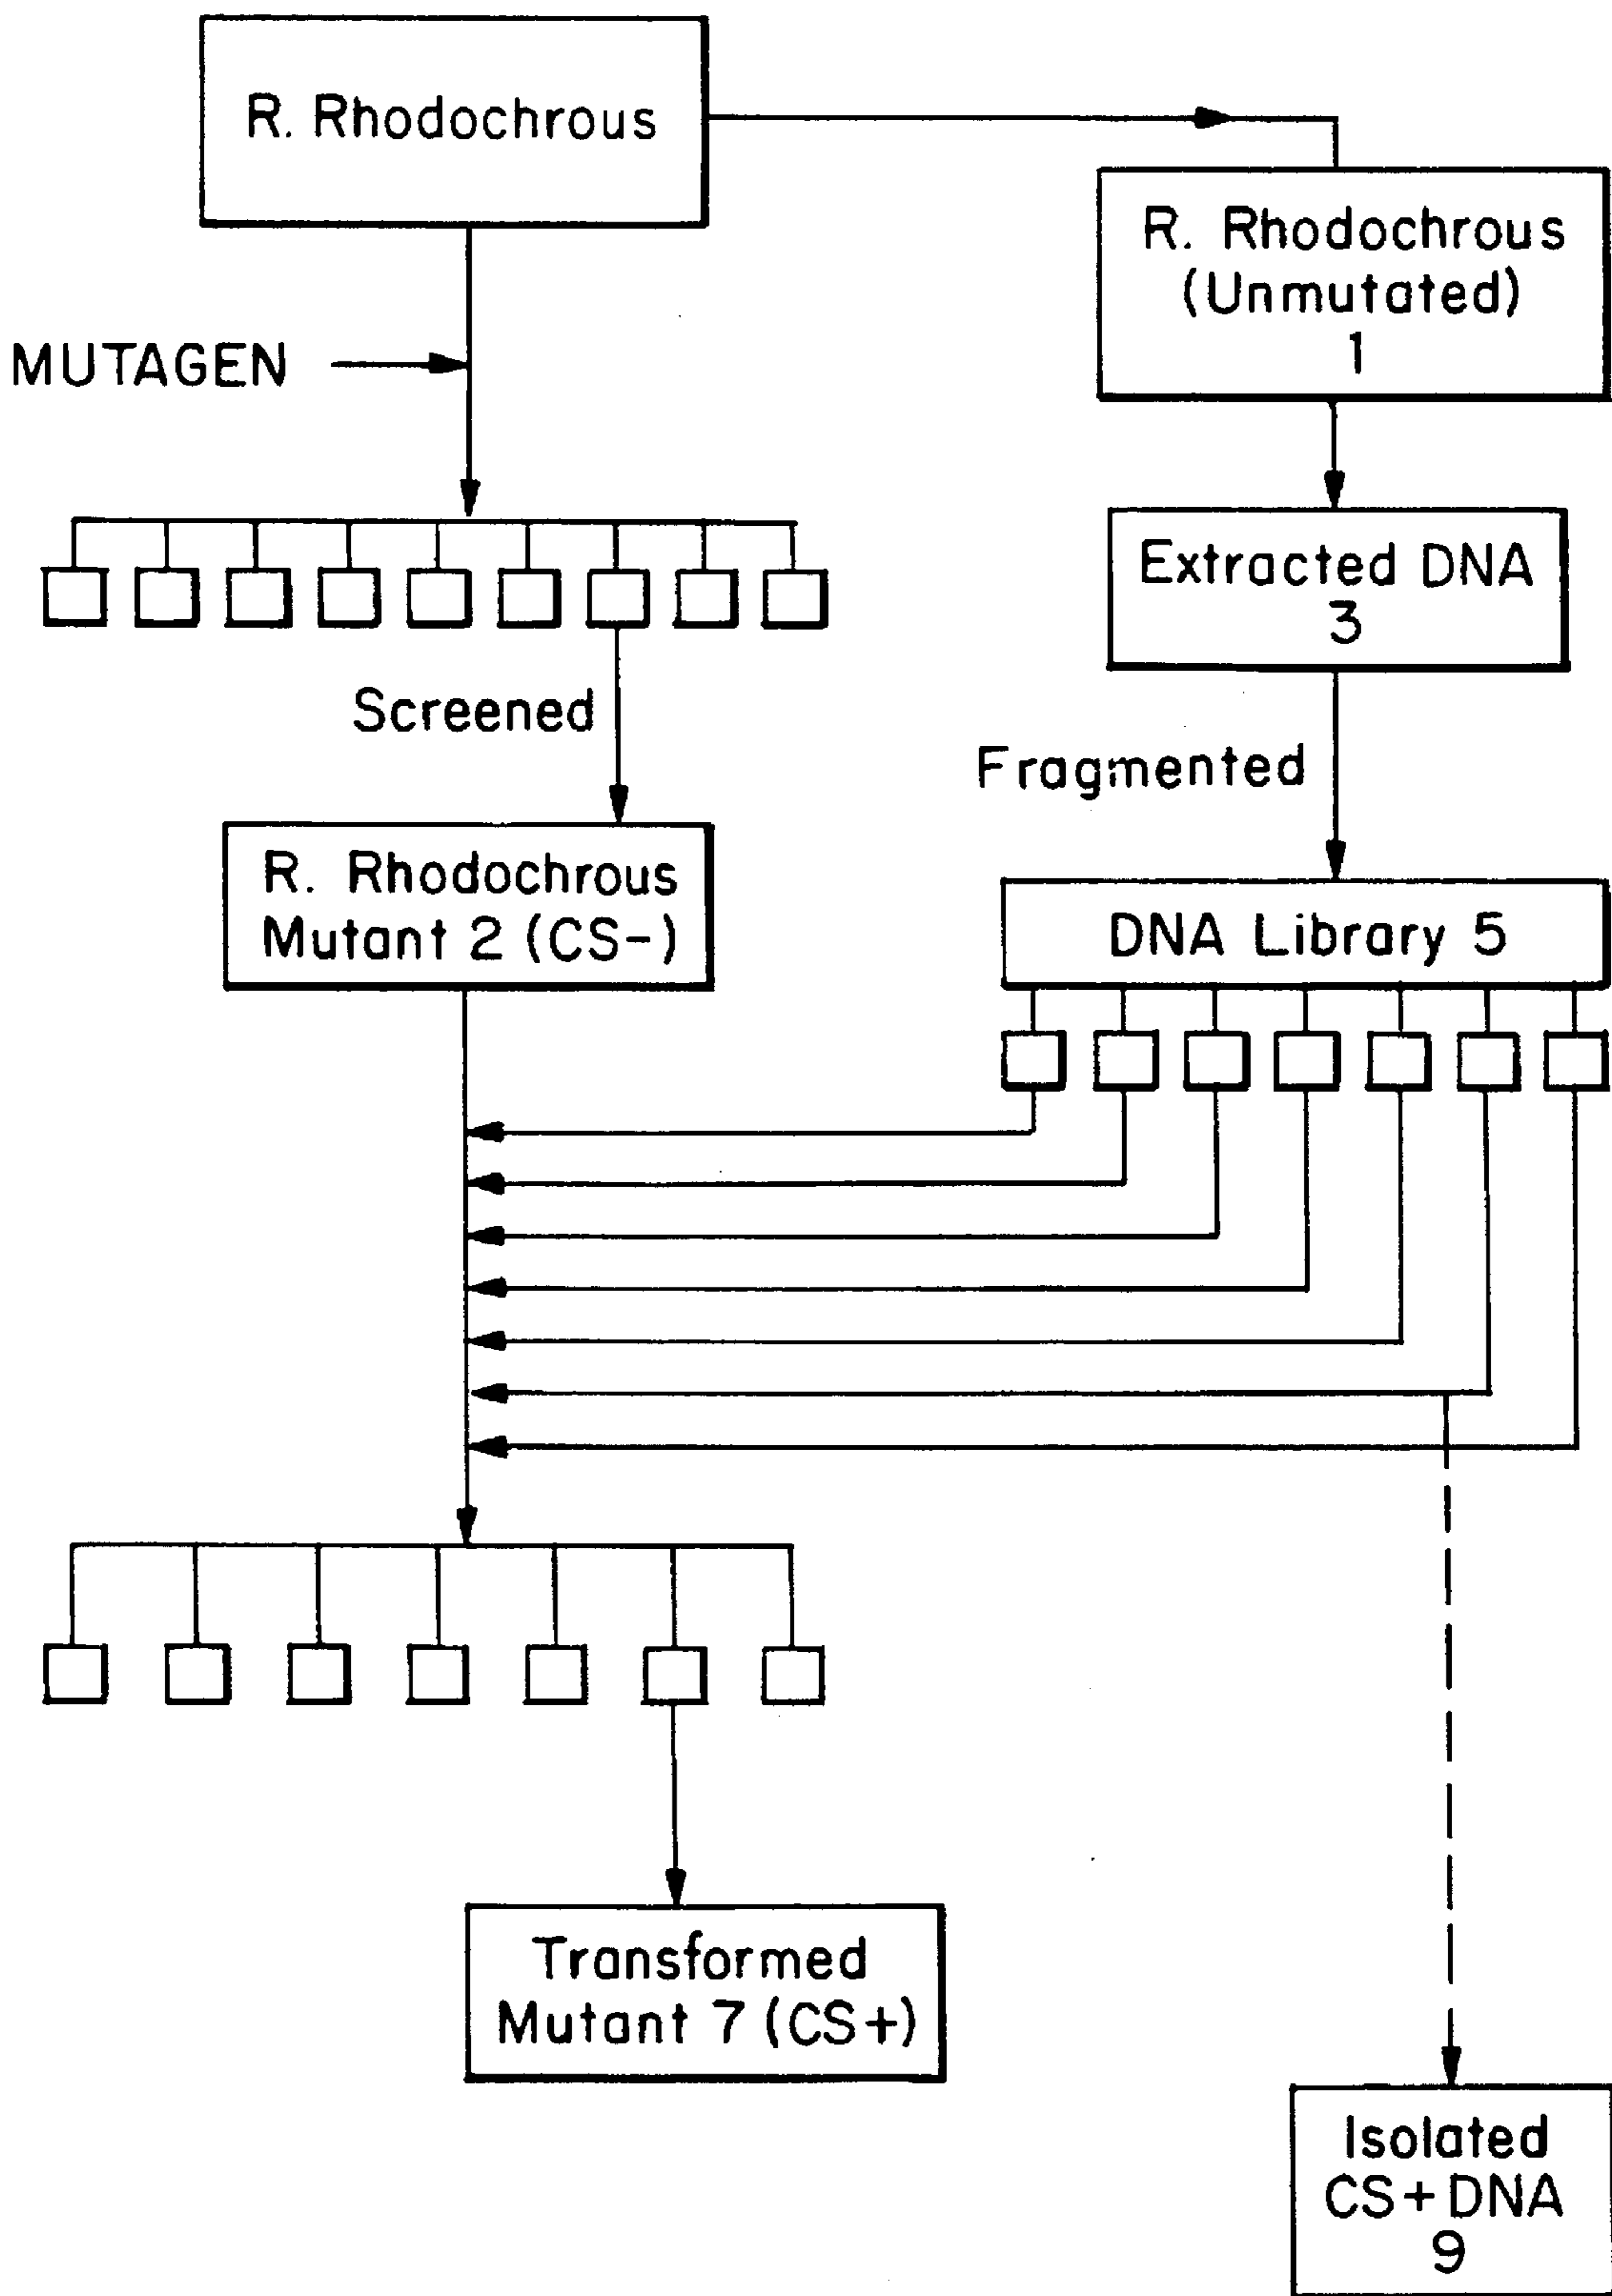 R. Rhodochrous
R. Rhodochrous
(Unmutated)
1
MUTAGEN
Extracted DNA
3
Screened
Fragmented
R. Rhodochrous
Mutant 2 (CS-)
DNA Library 5
Transformed
Mutant 7 (CS+)
Isolated
CS+DNA
9